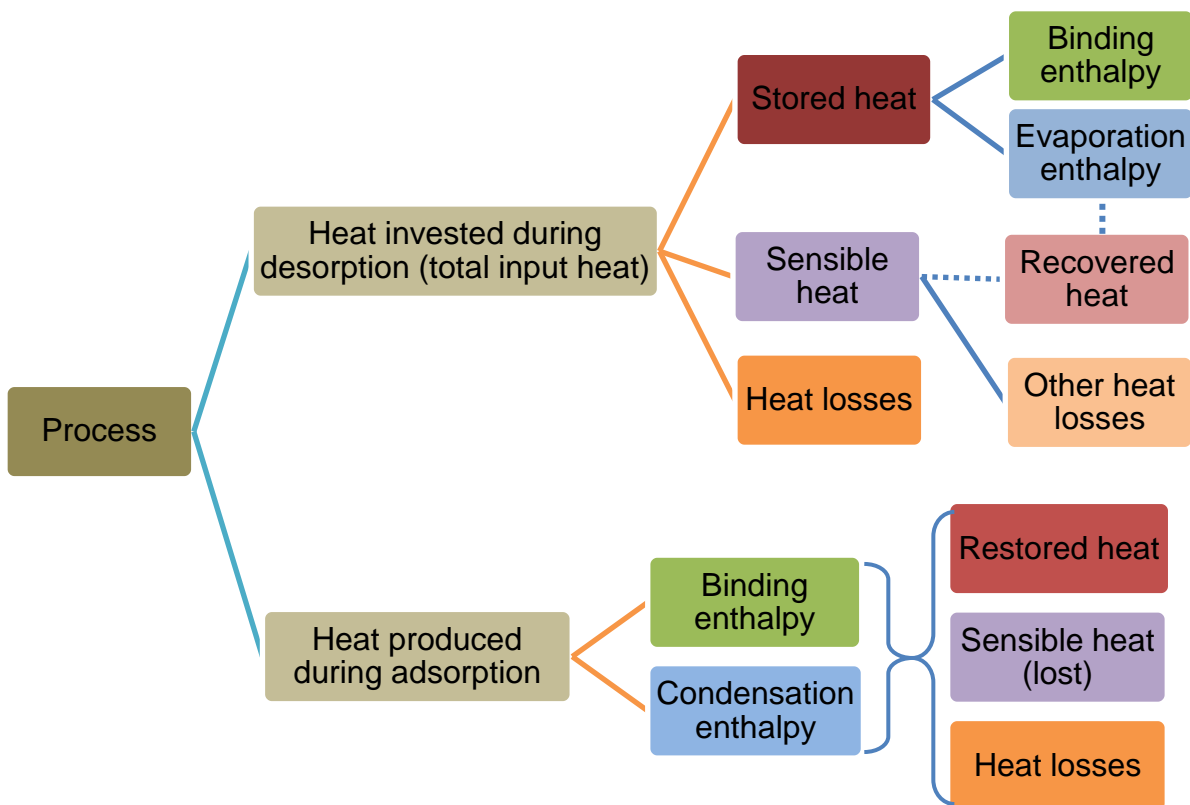 Process
Heat invested during
desorption (total input heat)
Stored heat
Binding
enthalpy
Evaporation
enthalpy
Sensible
heat
Recovered
heat
Other heat
losses
Heat losses
Heat produced
during adsorption
Binding
enthalpy
Condensation
enthalpy
Restored heat
Sensible heat
(lost)
Heat losses